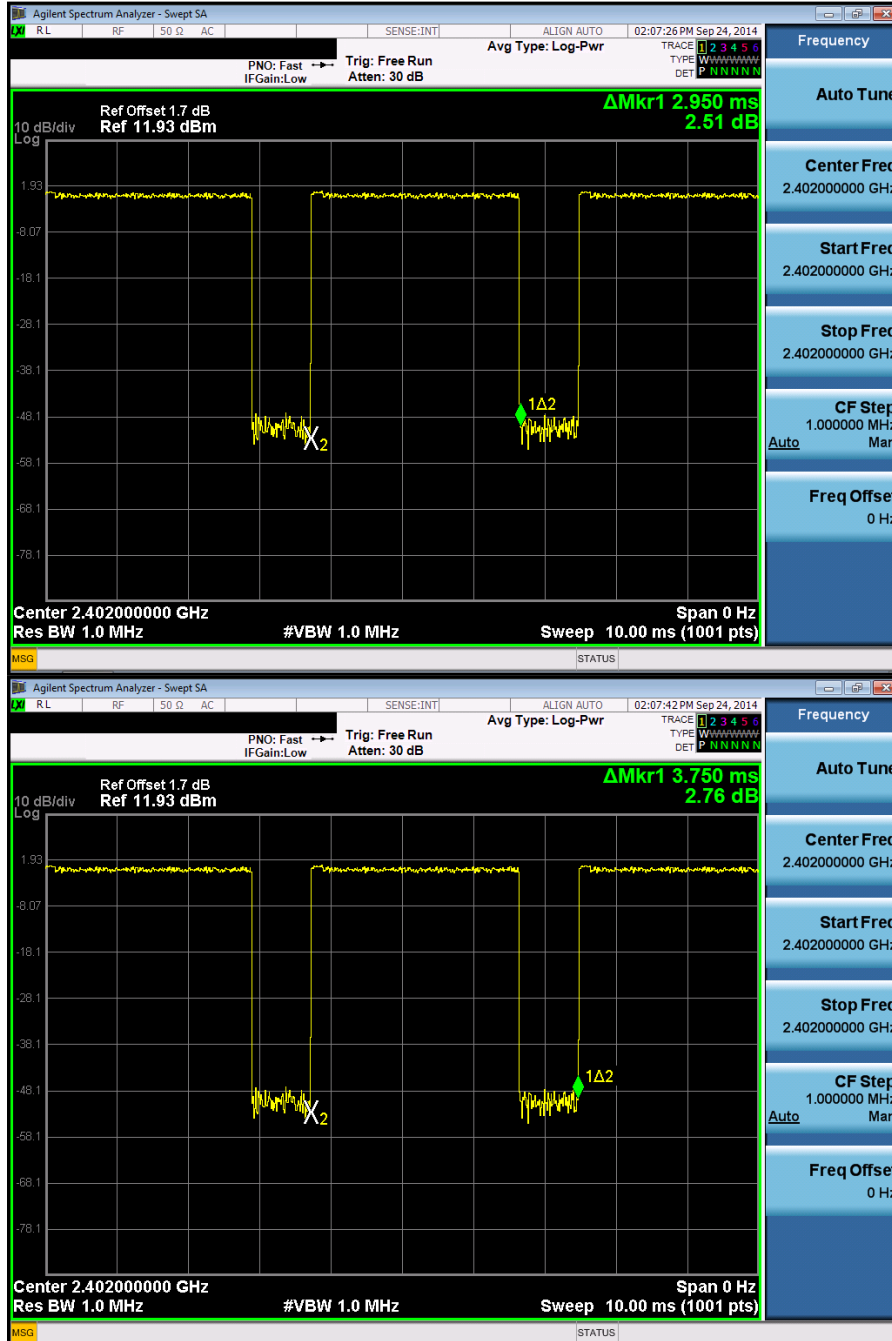 Agilent Spectrum Analyzer - Swept SA
LXI RL RF 50 Ω AC SENSE:INT ALIGN AUTO 02:07:26 PM Sep 24, 2014
Avg Type: Log-Pwr TRACE 1 2 3 4 5 6
PNO: Fast Trig: Free Run TYPE WWWWWW
IFGain:Low Atten: 30 dB DET P N N N N N
Frequency
ΔMkr1 2.950 ms
2.51 dB
Ref Offset 1.7 dB
10 dB/div Ref 11.93 dBm
Log
1.93
-8.07
-18.1
-28.1
-38.1
-48.1
-58.1
-68.1
-78.1
1Δ2
X2
Center 2.402000000 GHz Span 0 Hz
Res BW 1.0 MHz #VBW 1.0 MHz Sweep 10.00 ms (1001 pts)
MSG STATUS
Auto Tune
Center Freq
2.402000000 GHz
Start Freq
2.402000000 GHz
Stop Freq
2.402000000 GHz
CF Step
1.000000 MHz
Auto Man
Freq Offset
0 Hz
Agilent Spectrum Analyzer - Swept SA
LXI RL RF 50 Ω AC SENSE:INT ALIGN AUTO 02:07:42 PM Sep 24, 2014
Avg Type: Log-Pwr TRACE 1 2 3 4 5 6
PNO: Fast Trig: Free Run TYPE WWWWWW
IFGain:Low Atten: 30 dB DET P N N N N N
Frequency
ΔMkr1 3.750 ms
2.76 dB
Ref Offset 1.7 dB
10 dB/div Ref 11.93 dBm
Log
1.93
-8.07
-18.1
-28.1
-38.1
-48.1
-58.1
-68.1
-78.1
1Δ2
X2
Center 2.402000000 GHz Span 0 Hz
Res BW 1.0 MHz #VBW 1.0 MHz Sweep 10.00 ms (1001 pts)
MSG STATUS
Auto Tune
Center Freq
2.402000000 GHz
Start Freq
2.402000000 GHz
Stop Freq
2.402000000 GHz
CF Step
1.000000 MHz
Auto Man
Freq Offset
0 Hz